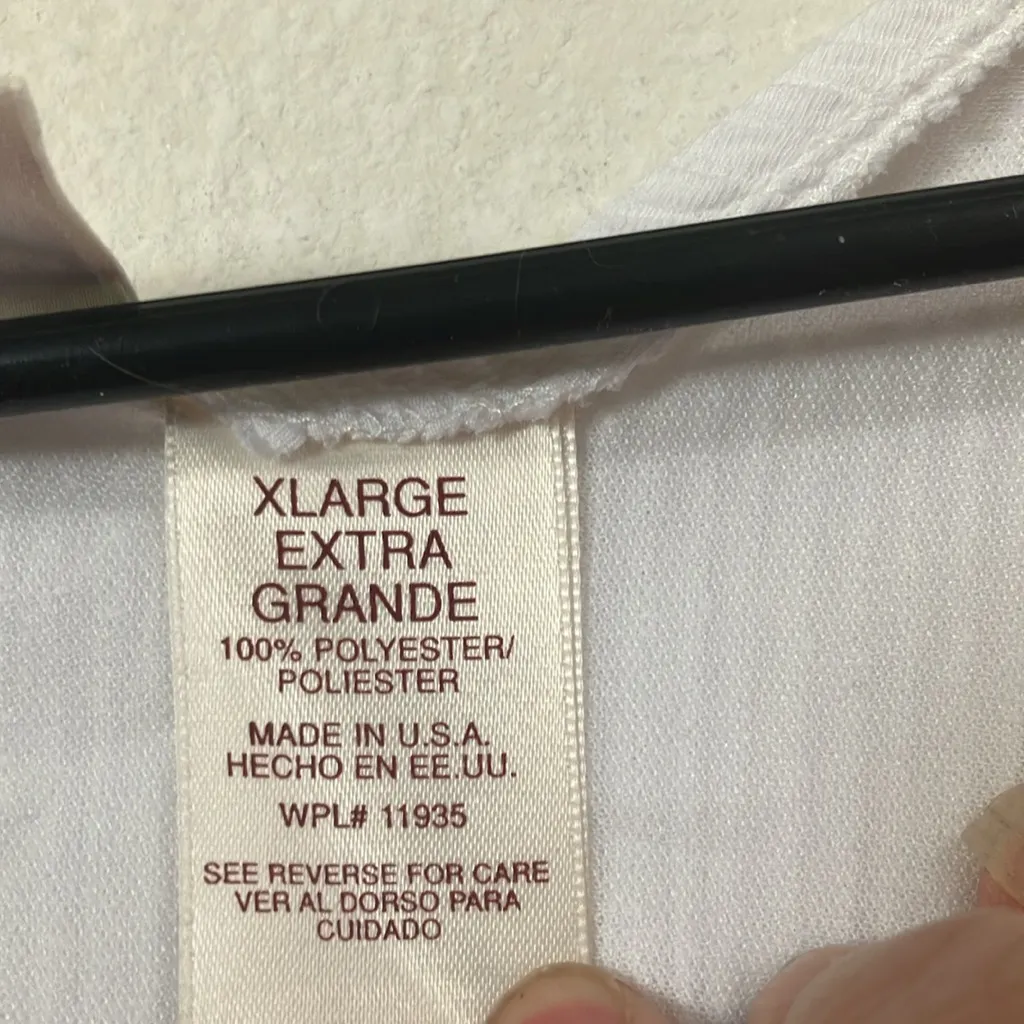 XLARGE
EXTRA
GRANDE
100% POLYESTER/
POLIESTER
MADE IN U.S.A.
HECHO EN EE.UU.
WPL# 11935
SEE REVERSE FOR CARE
VER AL DORSO PARA
CUIDADO